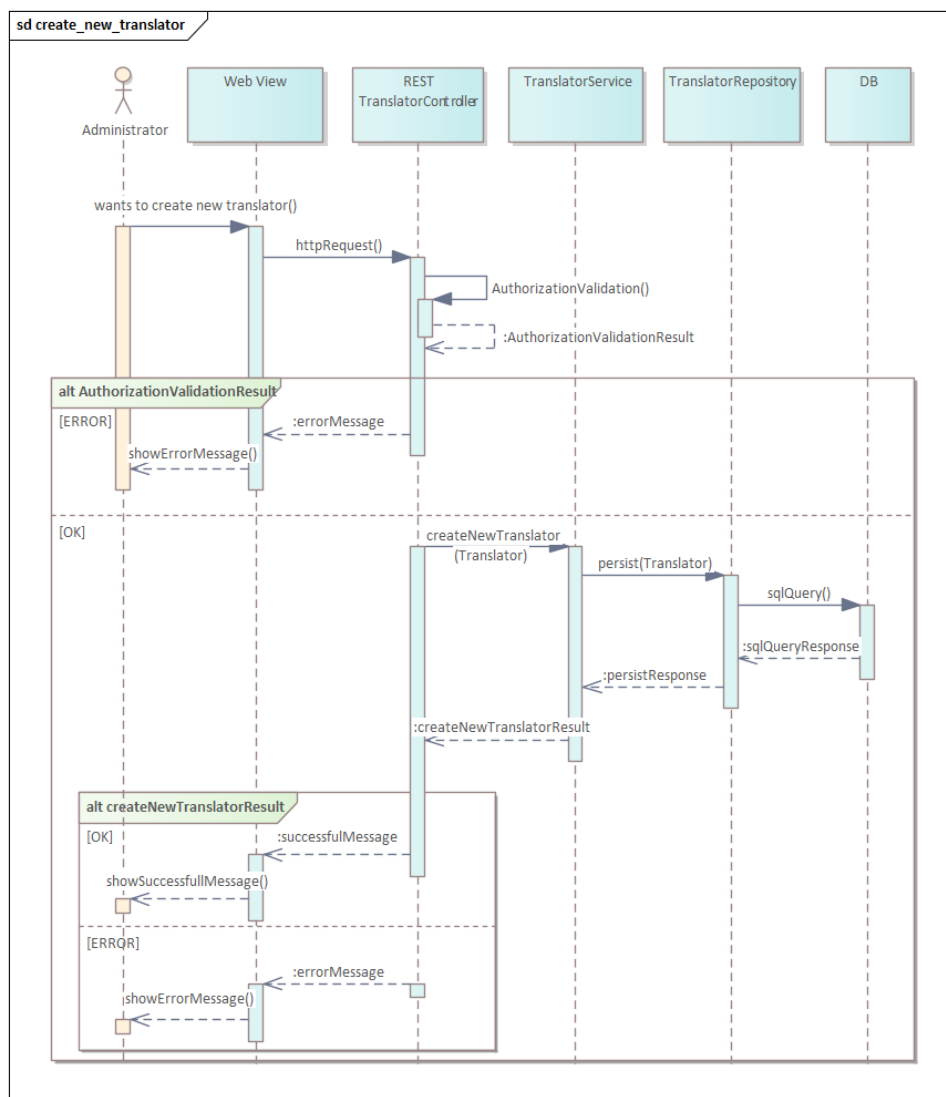 sd create_new_translator
Administrator
Web View
REST
TranslatorController
TranslatorService
TranslatorRepository
DB
wants to create new translator()
httpRequest()
AuthorizationValidation()
:AuthorizationValidationResult
alt AuthorizationValidationResult
[ERROR]
:errorMessage
showErrorMessage()
[OK]
createNewTranslator
(Translator)
persist(Translator)
sqlQuery()
:sqlQueryResponse
:persistResponse
:createNewTranslatorResult
alt createNewTranslatorResult
[OK]
:successfulMessage
showSuccessfullMessage()
[ERROR]
:errorMessage
showErrorMessage()